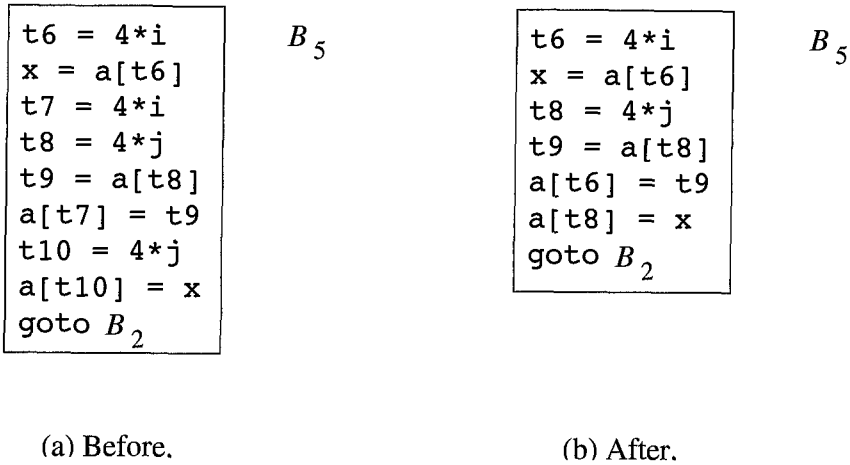 t6 = 4*i
x = a[t6]
t7 = 4*i
t8 = 4*j
t9 = a[t8]
a[t7] = t9
t10 = 4*j
a[t10] = x
goto B2
B5
t6 = 4*i
x = a[t6]
t8 = 4*j
t9 = a[t8]
a[t6] = t9
a[t8] = x
goto B2
B5
(a) Before.
(b) After.